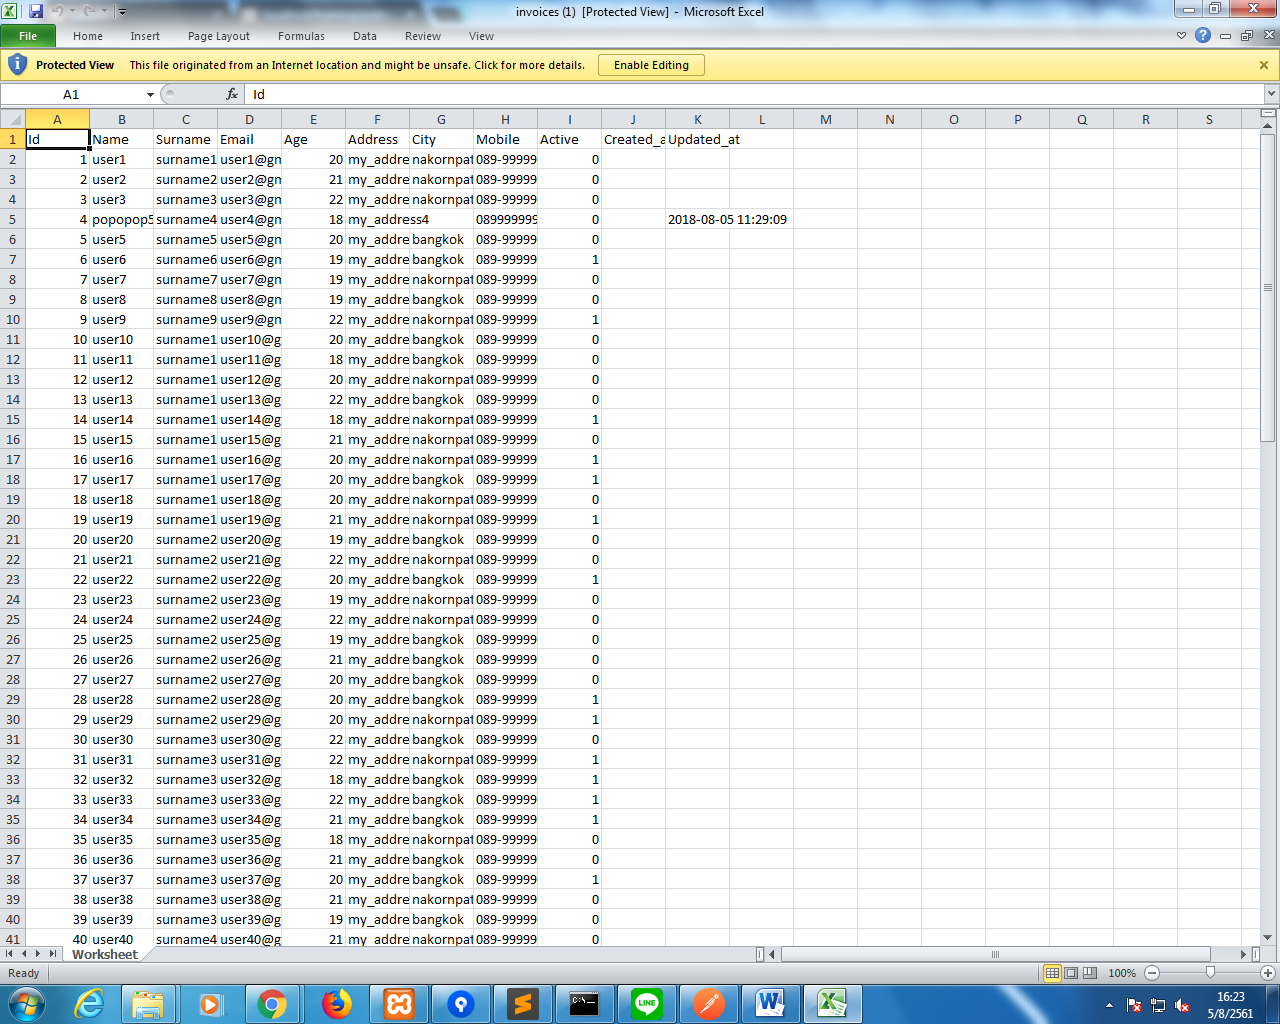 invoices (1) [Protected View] - Microsoft Excel
File Home Insert Page Layout Formulas Data Review View
Protected View This file originated from an Internet location and might be unsafe. Click for more details. Enable Editing
A1 fx Id
A B C D E F G H I J K L M N O P Q R S
1 Id Name Surname Email Age Address City Mobile Active Created_a Updated_at
2 1 user1 surname1 user1@gm 20 my_addre nakornpat 089-99999 0
3 2 user2 surname2 user2@gm 21 my_addre nakornpat 089-99999 0
4 3 user3 surname3 user3@gm 22 my_addre nakornpat 089-99999 0
5 4 popopop5 surname4 user4@gm 18 my_address4 089999999 0 2018-08-05 11:29:09
6 5 user5 surname5 user5@gm 20 my_addre bangkok 089-99999 0
7 6 user6 surname6 user6@gm 19 my_addre bangkok 089-99999 1
8 7 user7 surname7 user7@gm 19 my_addre nakornpat 089-99999 0
9 8 user8 surname8 user8@gm 19 my_addre bangkok 089-99999 0
10 9 user9 surname9 user9@gm 22 my_addre nakornpat 089-99999 1
11 10 user10 surname1 user10@g 20 my_addre bangkok 089-99999 0
12 11 user11 surname1 user11@g 18 my_addre bangkok 089-99999 0
13 12 user12 surname1 user12@g 20 my_addre nakornpat 089-99999 0
14 13 user13 surname1 user13@g 22 my_addre bangkok 089-99999 0
15 14 user14 surname1 user14@g 18 my_addre nakornpat 089-99999 1
16 15 user15 surname1 user15@g 21 my_addre nakornpat 089-99999 0
17 16 user16 surname1 user16@g 20 my_addre nakornpat 089-99999 1
18 17 user17 surname1 user17@g 20 my_addre bangkok 089-99999 1
19 18 user18 surname1 user18@g 20 my_addre nakornpat 089-99999 0
20 19 user19 surname1 user19@g 21 my_addre nakornpat 089-99999 1
21 20 user20 surname2 user20@g 19 my_addre bangkok 089-99999 0
22 21 user21 surname2 user21@g 22 my_addre nakornpat 089-99999 0
23 22 user22 surname2 user22@g 20 my_addre bangkok 089-99999 1
24 23 user23 surname2 user23@g 19 my_addre nakornpat 089-99999 0
25 24 user24 surname2 user24@g 22 my_addre nakornpat 089-99999 0
26 25 user25 surname2 user25@g 19 my_addre bangkok 089-99999 0
27 26 user26 surname2 user26@g 21 my_addre bangkok 089-99999 0
28 27 user27 surname2 user27@g 20 my_addre bangkok 089-99999 0
29 28 user28 surname2 user28@g 20 my_addre bangkok 089-99999 1
30 29 user29 surname2 user29@g 20 my_addre nakornpat 089-99999 1
31 30 user30 surname3 user30@g 22 my_addre bangkok 089-99999 0
32 31 user31 surname3 user31@g 22 my_addre nakornpat 089-99999 1
33 32 user32 surname3 user32@g 18 my_addre bangkok 089-99999 1
34 33 user33 surname3 user33@g 22 my_addre bangkok 089-99999 1
35 34 user34 surname3 user34@g 21 my_addre bangkok 089-99999 1
36 35 user35 surname3 user35@g 18 my_addre nakornpat 089-99999 0
37 36 user36 surname3 user36@g 21 my_addre bangkok 089-99999 0
38 37 user37 surname3 user37@g 20 my_addre bangkok 089-99999 1
39 38 user38 surname3 user38@g 21 my_addre nakornpat 089-99999 0
40 39 user39 surname3 user39@g 19 my_addre bangkok 089-99999 0
41 40 user40 surname4 user40@g 21 my_addre nakornpat 089-99999 0
Worksheet
Ready 100%
C:\_
LINE
16:23
5/8/2561